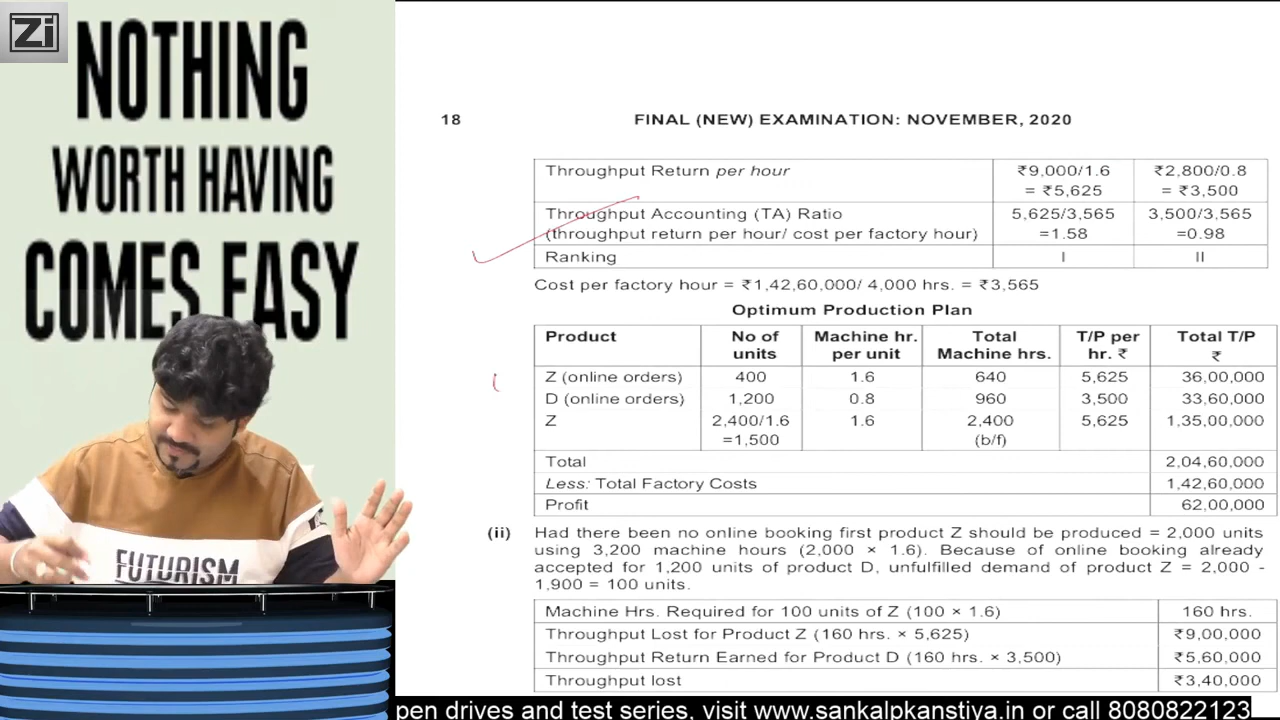 Zi
NOTHING
WORTH HAVING
COMES EASY
FUTURISM
18 FINAL (NEW) EXAMINATION: NOVEMBER, 2020
Throughput Return per hour ₹9,000/1.6 ₹2,800/0.8
= ₹5,625 = ₹3,500
Throughput Accounting (TA) Ratio 5,625/3,565 3,500/3,565
(throughput return per hour/ cost per factory hour) =1.58 =0.98
Ranking I II
Cost per factory hour = ₹1,42,60,000/ 4,000 hrs. = ₹3,565
Optimum Production Plan
Product No of Machine hr. Total T/P per Total T/P
units per unit Machine hrs. hr. ₹ ₹
Z (online orders) 400 1.6 640 5,625 36,00,000
D (online orders) 1,200 0.8 960 3,500 33,60,000
Z 2,400/1.6 1.6 2,400 5,625 1,35,00,000
=1,500 (b/f)
Total 2,04,60,000
Less: Total Factory Costs 1,42,60,000
Profit 62,00,000
(ii) Had there been no online booking first product Z should be produced = 2,000 units
using 3,200 machine hours (2,000 × 1.6). Because of online booking already
accepted for 1,200 units of product D, unfulfilled demand of product Z = 2,000 -
1,900 = 100 units.
Machine Hrs. Required for 100 units of Z (100 × 1.6) 160 hrs.
Throughput Lost for Product Z (160 hrs. × 5,625) ₹9,00,000
Throughput Return Earned for Product D (160 hrs. × 3,500) ₹5,60,000
Throughput lost ₹3,40,000
pen drives and test series, visit www.sankalpkanstiya.in or call 8080822123